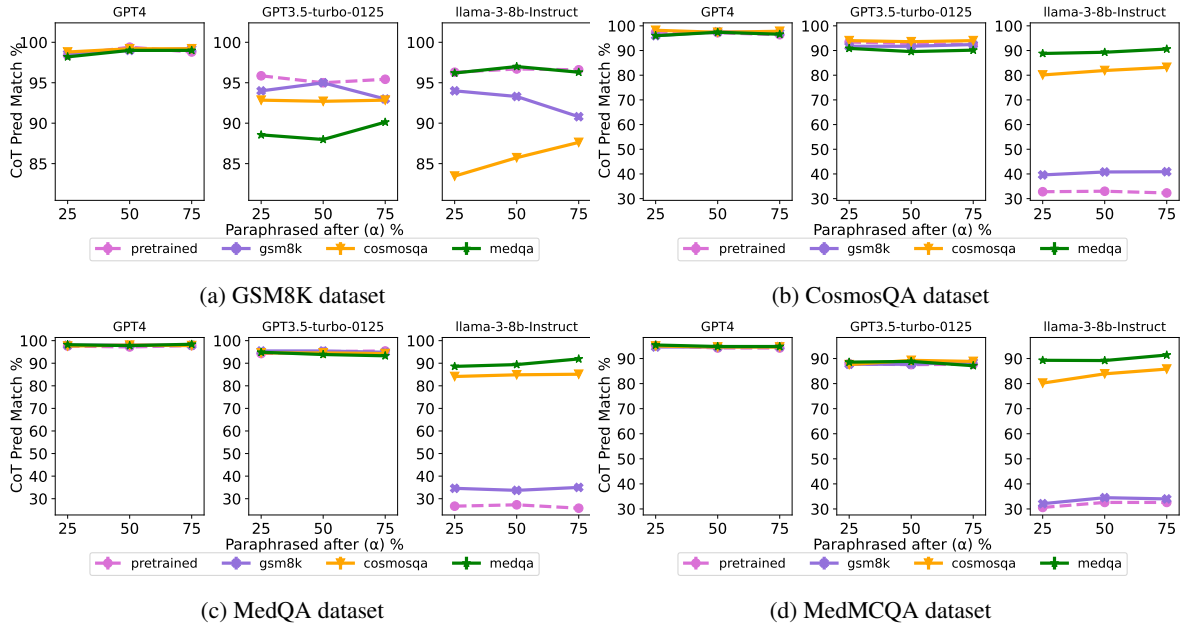 GPT4
GPT3.5-turbo-0125
llama-3-8b-Instruct
CoT Pred Match %
100
95
90
85
25 50 75
25 50 75
25 50 75
Paraphrased after (α) %
pretrained gsm8k cosmosqa medqa
(a) GSM8K dataset
GPT4
GPT3.5-turbo-0125
llama-3-8b-Instruct
CoT Pred Match %
100
90
80
70
60
50
40
30
100
90
80
70
60
50
40
30
100
90
80
70
60
50
40
30
25 50 75
25 50 75
25 50 75
Paraphrased after (α) %
pretrained gsm8k cosmosqa medqa
(b) CosmosQA dataset
GPT4
GPT3.5-turbo-0125
llama-3-8b-Instruct
CoT Pred Match %
100
90
80
70
60
50
40
30
100
90
80
70
60
50
40
30
100
90
80
70
60
50
40
30
25 50 75
25 50 75
25 50 75
Paraphrased after (α) %
pretrained gsm8k cosmosqa medqa
(c) MedQA dataset
GPT4
GPT3.5-turbo-0125
llama-3-8b-Instruct
CoT Pred Match %
90
80
70
60
50
40
30
90
80
70
60
50
40
30
90
80
70
60
50
40
30
25 50 75
25 50 75
25 50 75
Paraphrased after (α) %
pretrained gsm8k cosmosqa medqa
(d) MedMCQA dataset